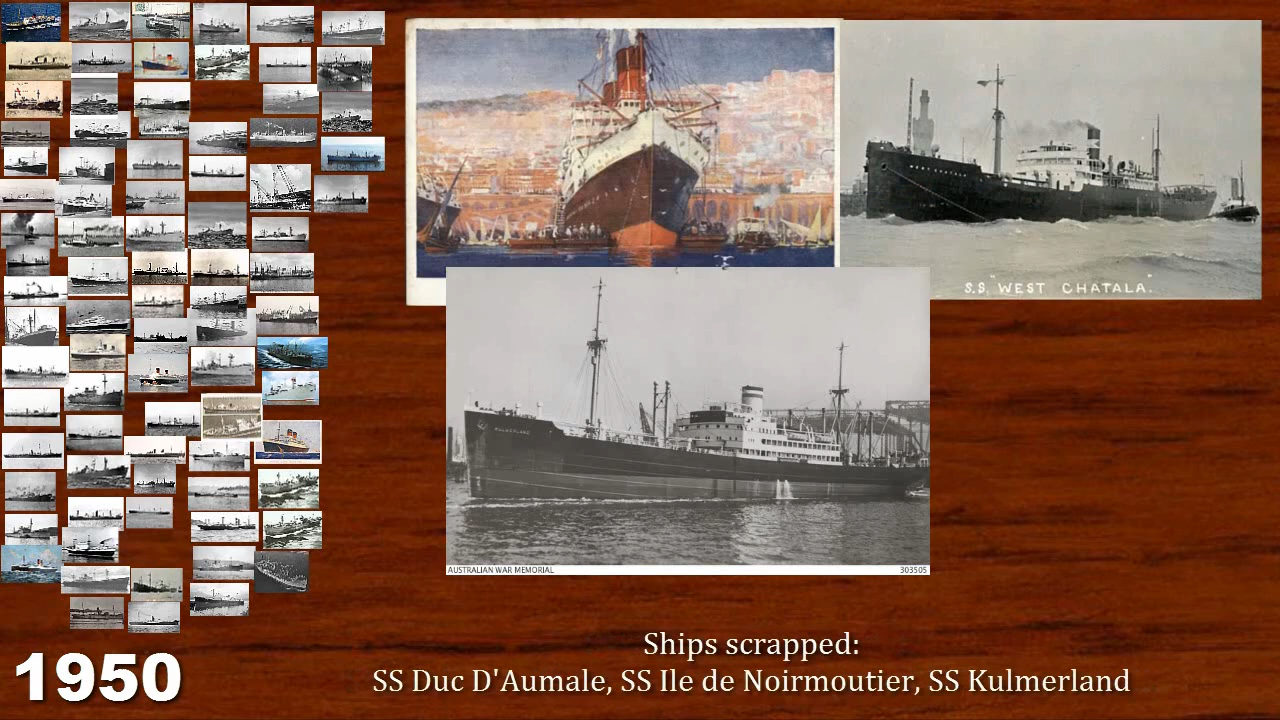 S.S. WEST CHATALA.
AUSTRALIAN WAR MEMORIAL 303505
Ships scrapped:
SS Duc D'Aumale, SS Ile de Noirmoutier, SS Kulmerland
1950